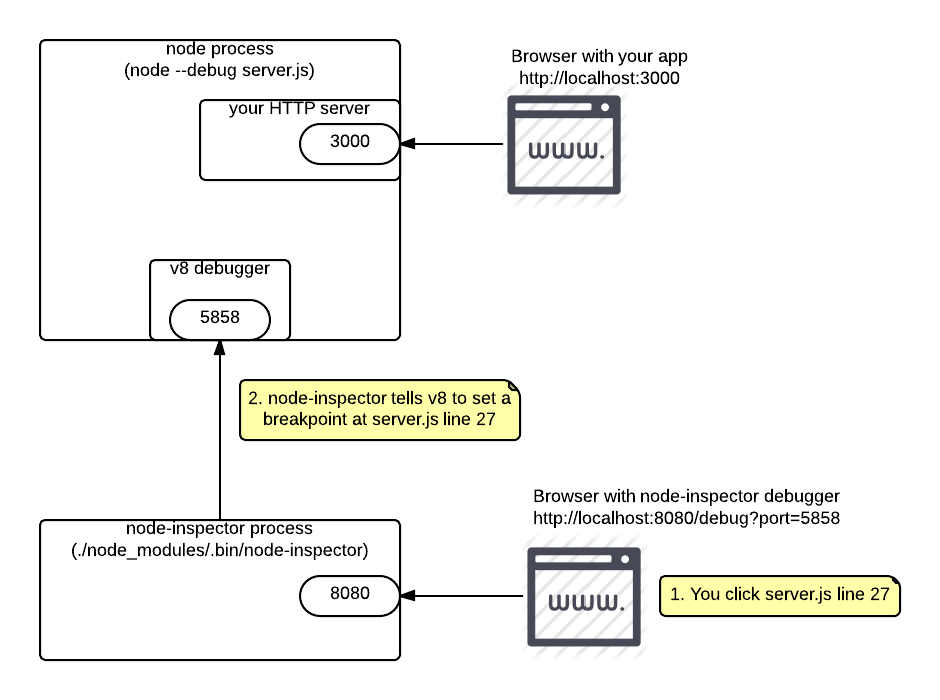 node process
(node --debug server.js)
your HTTP server
3000
Browser with your app
http://localhost:3000
www.
v8 debugger
5858
2. node-inspector tells v8 to set a
breakpoint at server.js line 27
node-inspector process
(./node_modules/.bin/node-inspector)
8080
Browser with node-inspector debugger
http://localhost:8080/debug?port=5858
www.
1. You click server.js line 27